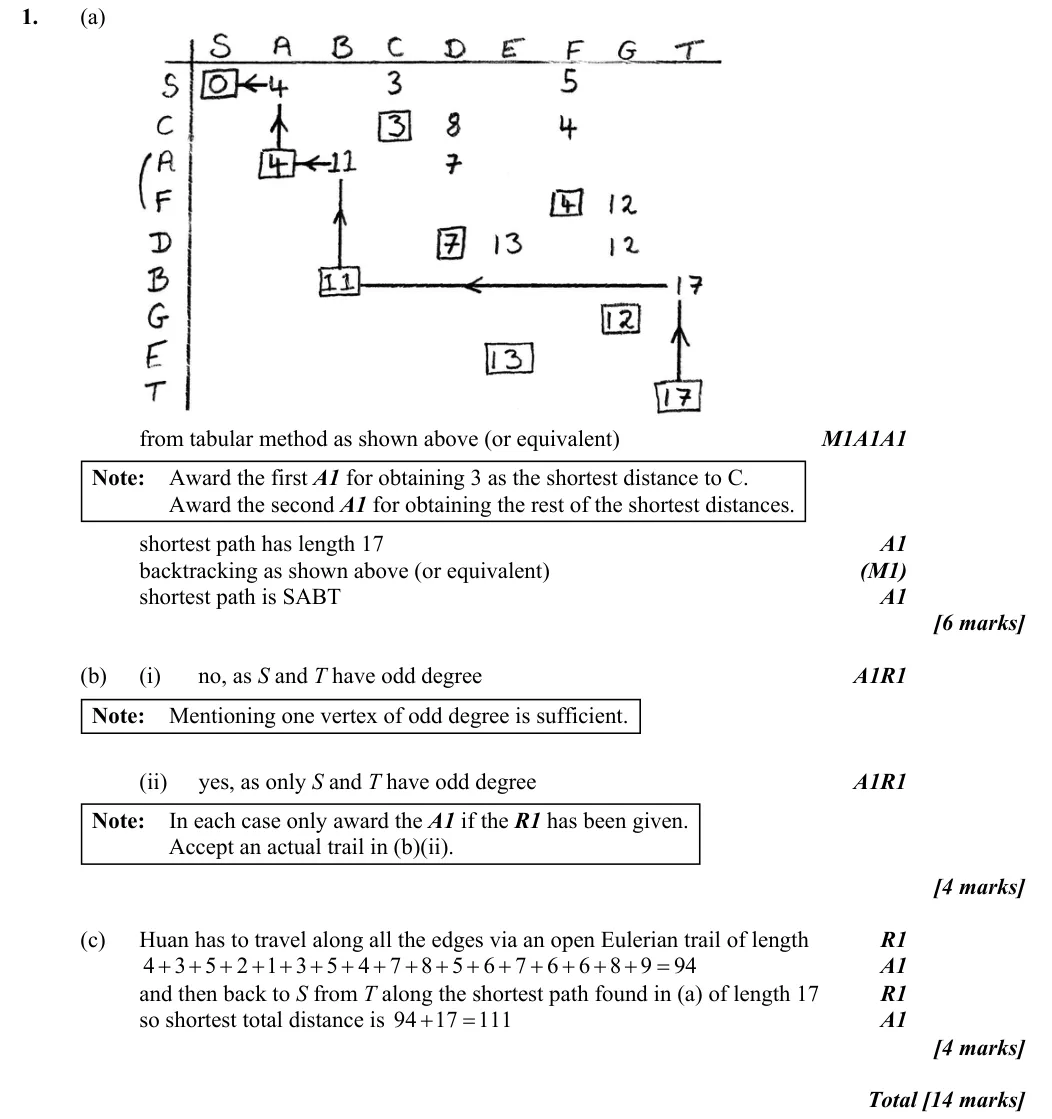 1. (a)
S A B C D E F G T
S 0 4 3 5
C 3 8 4
A 4 11 7
F 4 12
D 7 13 12
B 11 17
G 12
E 13
T 17
from tabular method as shown above (or equivalent) M1A1A1
Note: Award the first A1 for obtaining 3 as the shortest distance to C.
Award the second A1 for obtaining the rest of the shortest distances.
shortest path has length 17 A1
backtracking as shown above (or equivalent) (M1)
shortest path is SABT A1
[6 marks]
(b) (i) no, as S and T have odd degree A1R1
Note: Mentioning one vertex of odd degree is sufficient.
(ii) yes, as only S and T have odd degree A1R1
Note: In each case only award the A1 if the R1 has been given.
Accept an actual trail in (b)(ii).
[4 marks]
(c) Huan has to travel along all the edges via an open Eulerian trail of length R1
4+3+5+2+1+3+5+4+7+8+5+6+7+6+6+8+9=94 A1
and then back to S from T along the shortest path found in (a) of length 17 R1
so shortest total distance is 94+17=111 A1
[4 marks]
Total [14 marks]